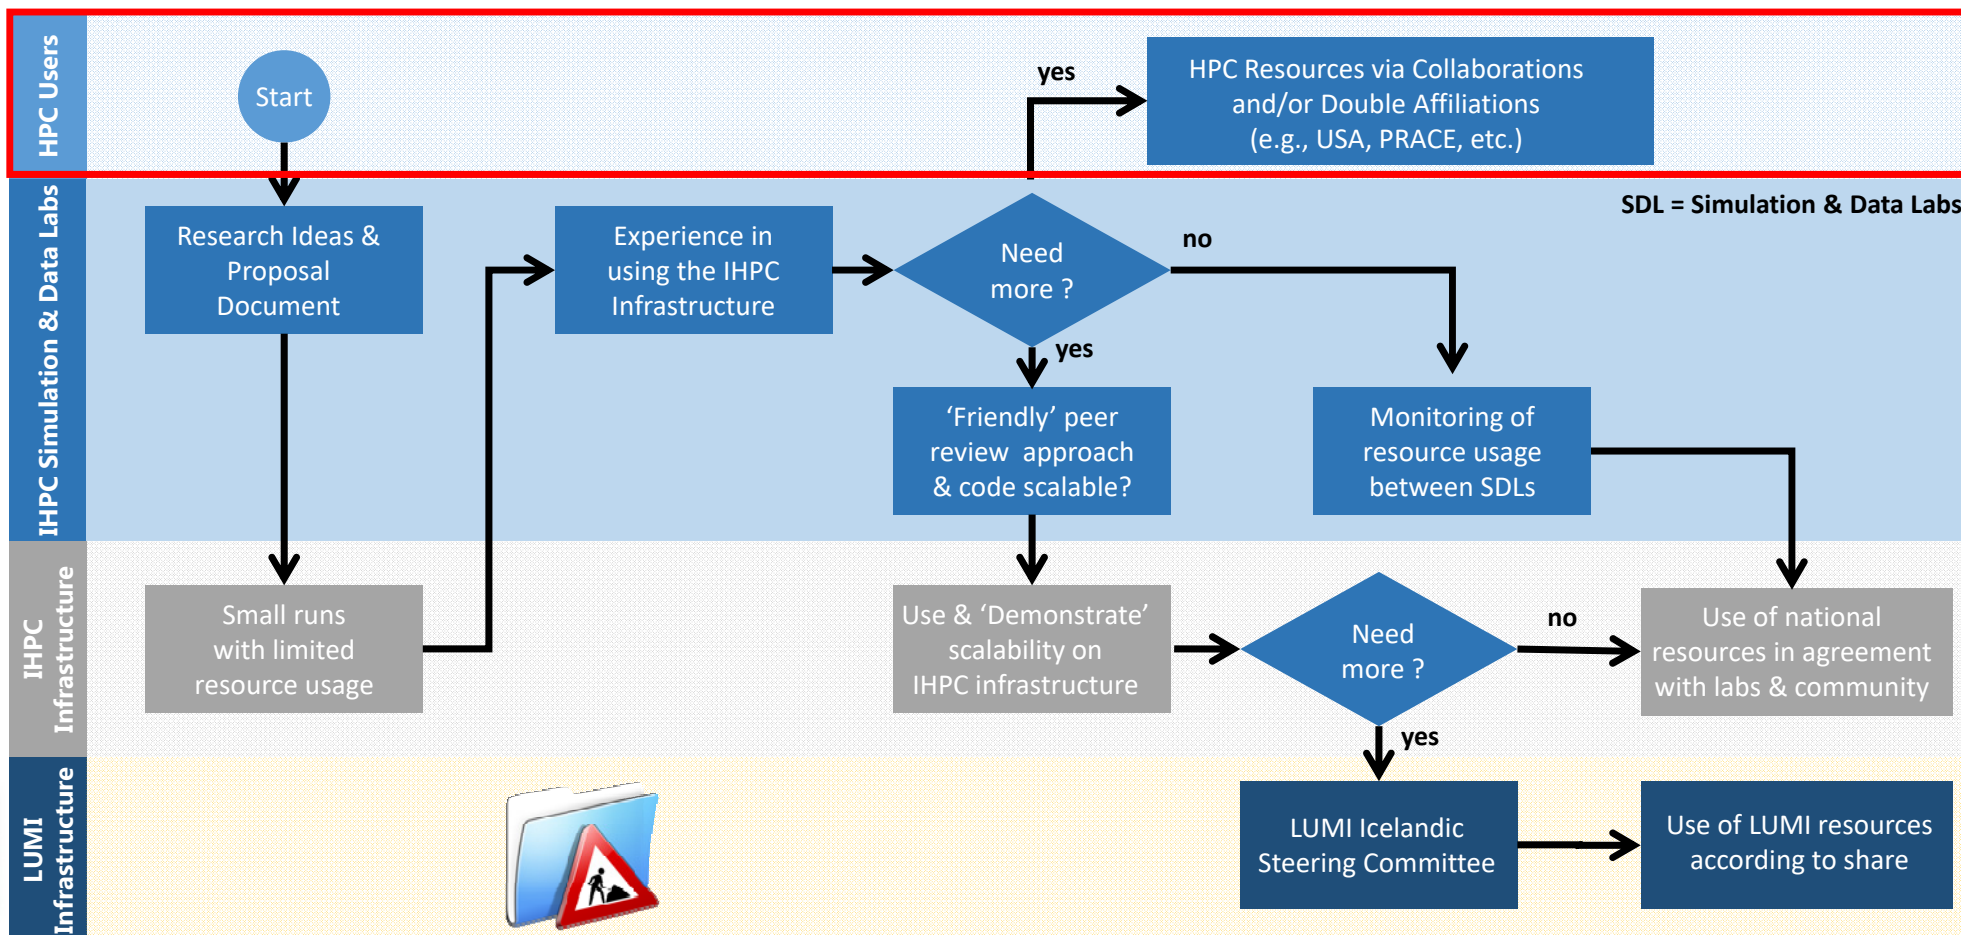 HPC Users
Start
yes
HPC Resources via Collaborations
and/or Double Affiliations
(e.g., USA, PRACE, etc.)
IHPC Simulation & Data Labs
SDL = Simulation & Data Labs
Research Ideas &
Proposal
Document
Experience in
using the IHPC
Infrastructure
Need
more ?
no
yes
‘Friendly’ peer
review approach
& code scalable?
Monitoring of
resource usage
between SDLs
IHPC
Infrastructure
Small runs
with limited
resource usage
Use & ‘Demonstrate’
scalability on
IHPC infrastructure
Need
more ?
no
Use of national
resources in agreement
with labs & community
yes
LUMI
Infrastructure
LUMI Icelandic
Steering Committee
Use of LUMI resources
according to share